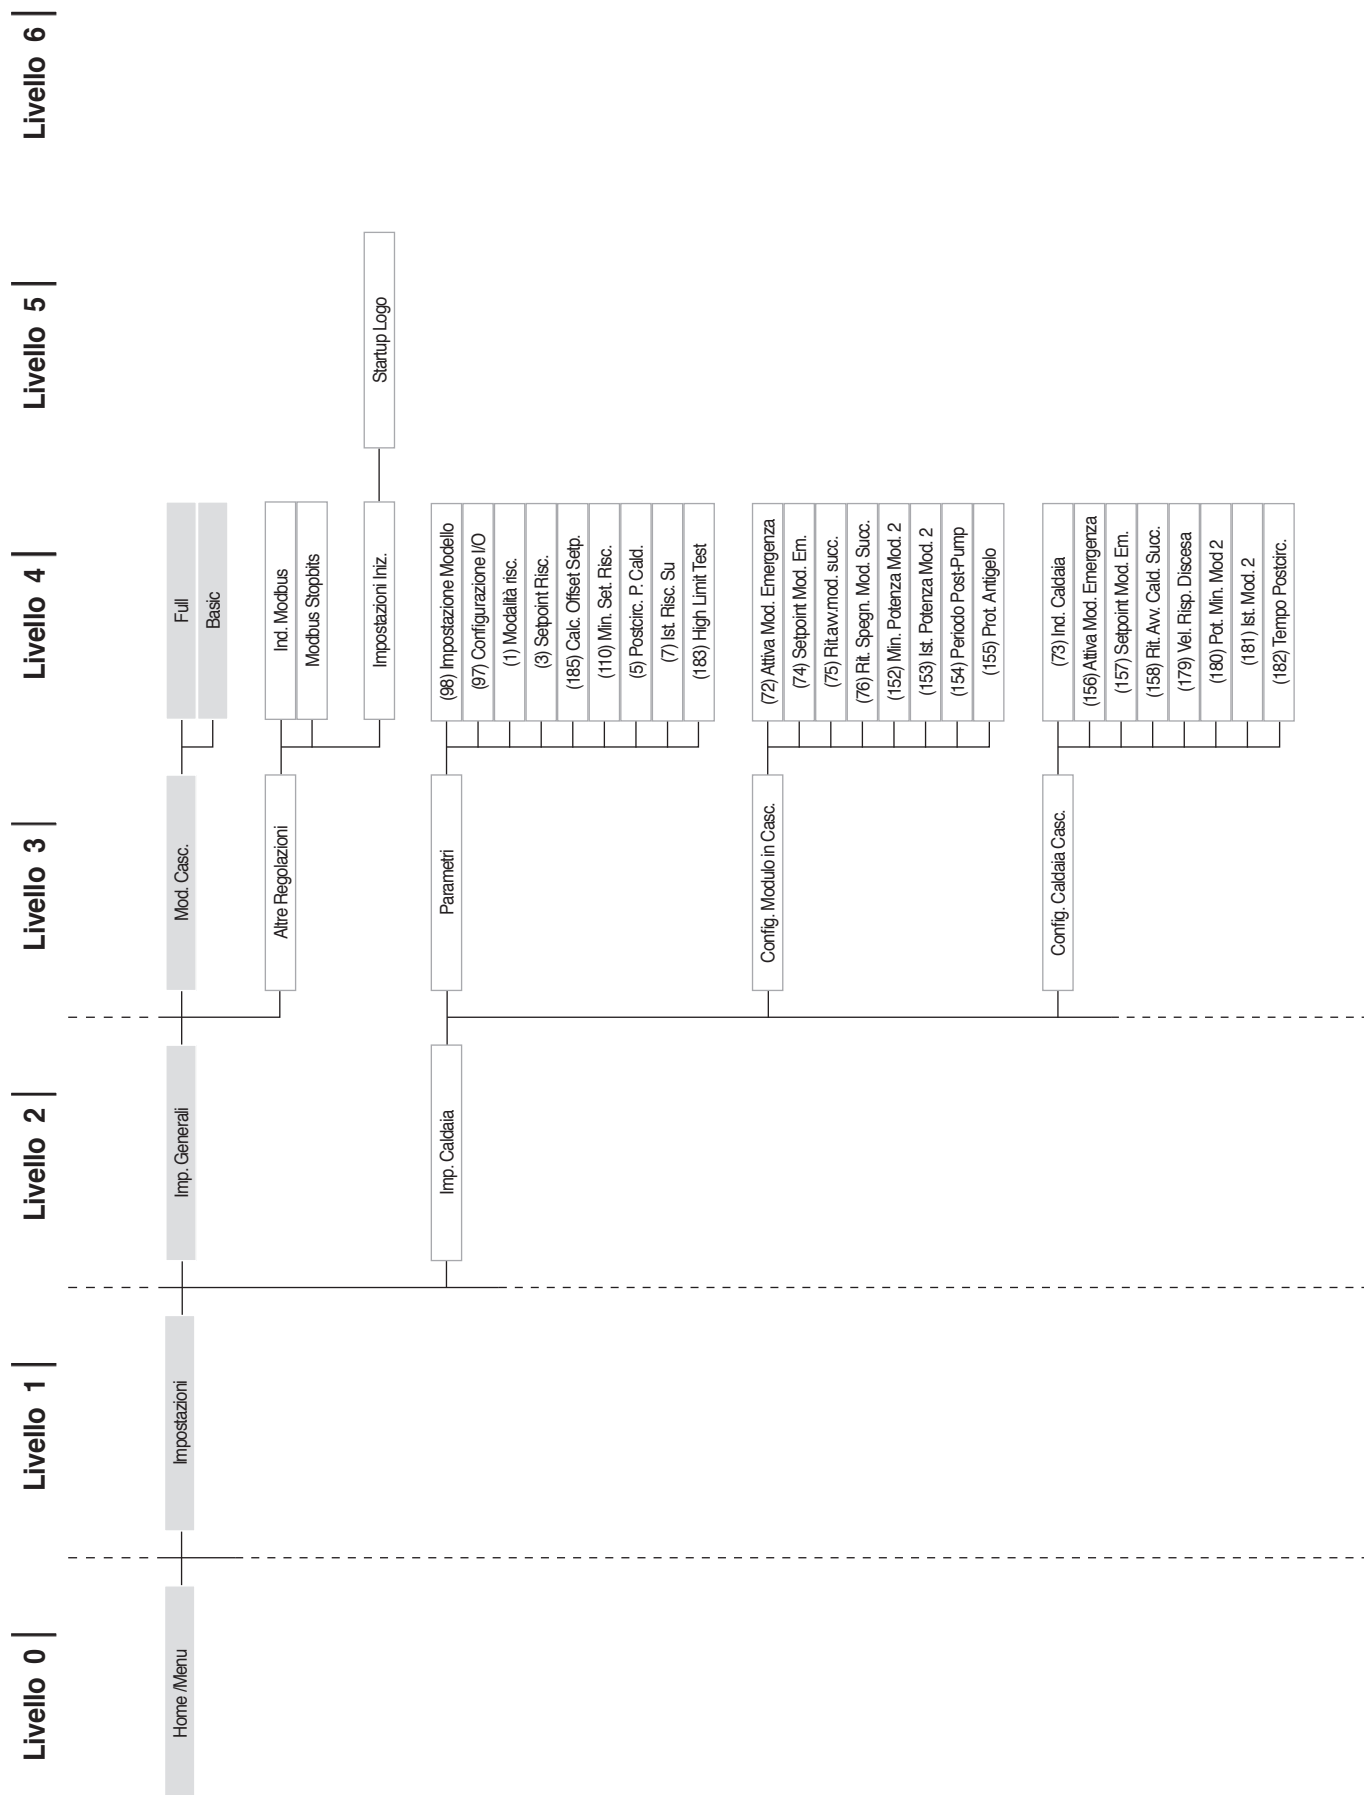 Livello 0
Livello 1
Livello 2
Livello 3
Livello 4
Livello 5
Livello 6
Home /Menu
Impostazioni
Imp. Generali
Mod. Casc.
Full
Basic
Altre Regolazioni
Ind. Modbus
Modbus Stopbits
Impostazioni Iniz.
Startup Logo
Imp. Caldaia
Parametri
(98) Impostazione Modello
(97) Configurazione I/O
(1) Modalità risc.
(3) Setpoint Risc.
(185) Calc. Offset Setp.
(110) Min. Set. Risc.
(5) Postcirc. P. Cald.
(7) Ist. Risc. Su
(183) High Limit Test
Config. Modulo in Casc.
(72) Attiva Mod. Emergenza
(74) Setpoint Mod. Em.
(75) Rit.avv.mod. succ.
(76) Rit. Spegn. Mod. Succ.
(152) Min. Potenza Mod. 2
(153) Ist. Potenza Mod. 2
(154) Periodo Post-Pump
(155) Prot. Antigelo
Config. Caldaia Casc.
(73) Ind. Caldaia
(156) Attiva Mod. Emergenza
(157) Setpoint Mod. Em.
(158) Rit. Avv. Cald. Succ.
(179) Vel. Risp. Discesa
(180) Pot. Min. Mod 2
(181) Ist. Mod. 2
(182) Tempo Postcirc.